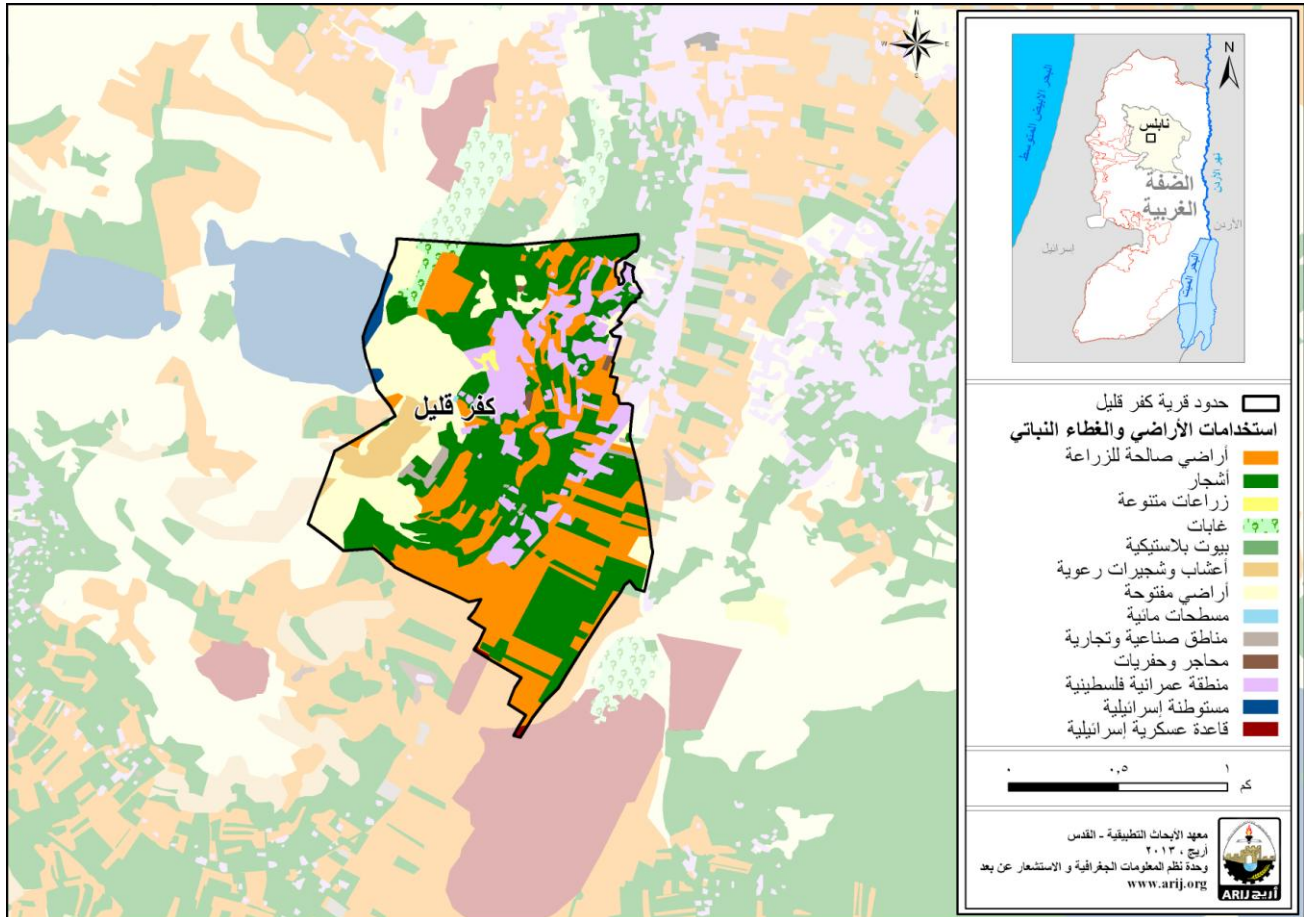 كفر قليل
N
W
E
S
N
البحر الابيض المتوسط
نابلس
نهر الأردن
الضفة
الغربية
الأردن
إسرائيل
البحر الميت
حدود قرية كفر قليل
استخدامات الأراضي والغطاء النباتي
أراضي صالحة للزراعة
أشجار
زراعات متنوعة
غابات
بيوت بلاستيكية
أعشاب وشجيرات رعوية
أراضي مفتوحة
مسطحات مائية
مناطق صناعية وتجارية
محاجر وحفريات
منطقة عمرانية فلسطينية
مستوطنة إسرائيلية
قاعدة عسكرية إسرائيلية
٠ ٠,٥ ١
كم
معهد الأبحاث التطبيقية - القدس
أريج ، ٢٠١٣
وحدة نظم المعلومات الجغرافية و الاستشعار عن بعد
www.arij.org
أريج ARIJ